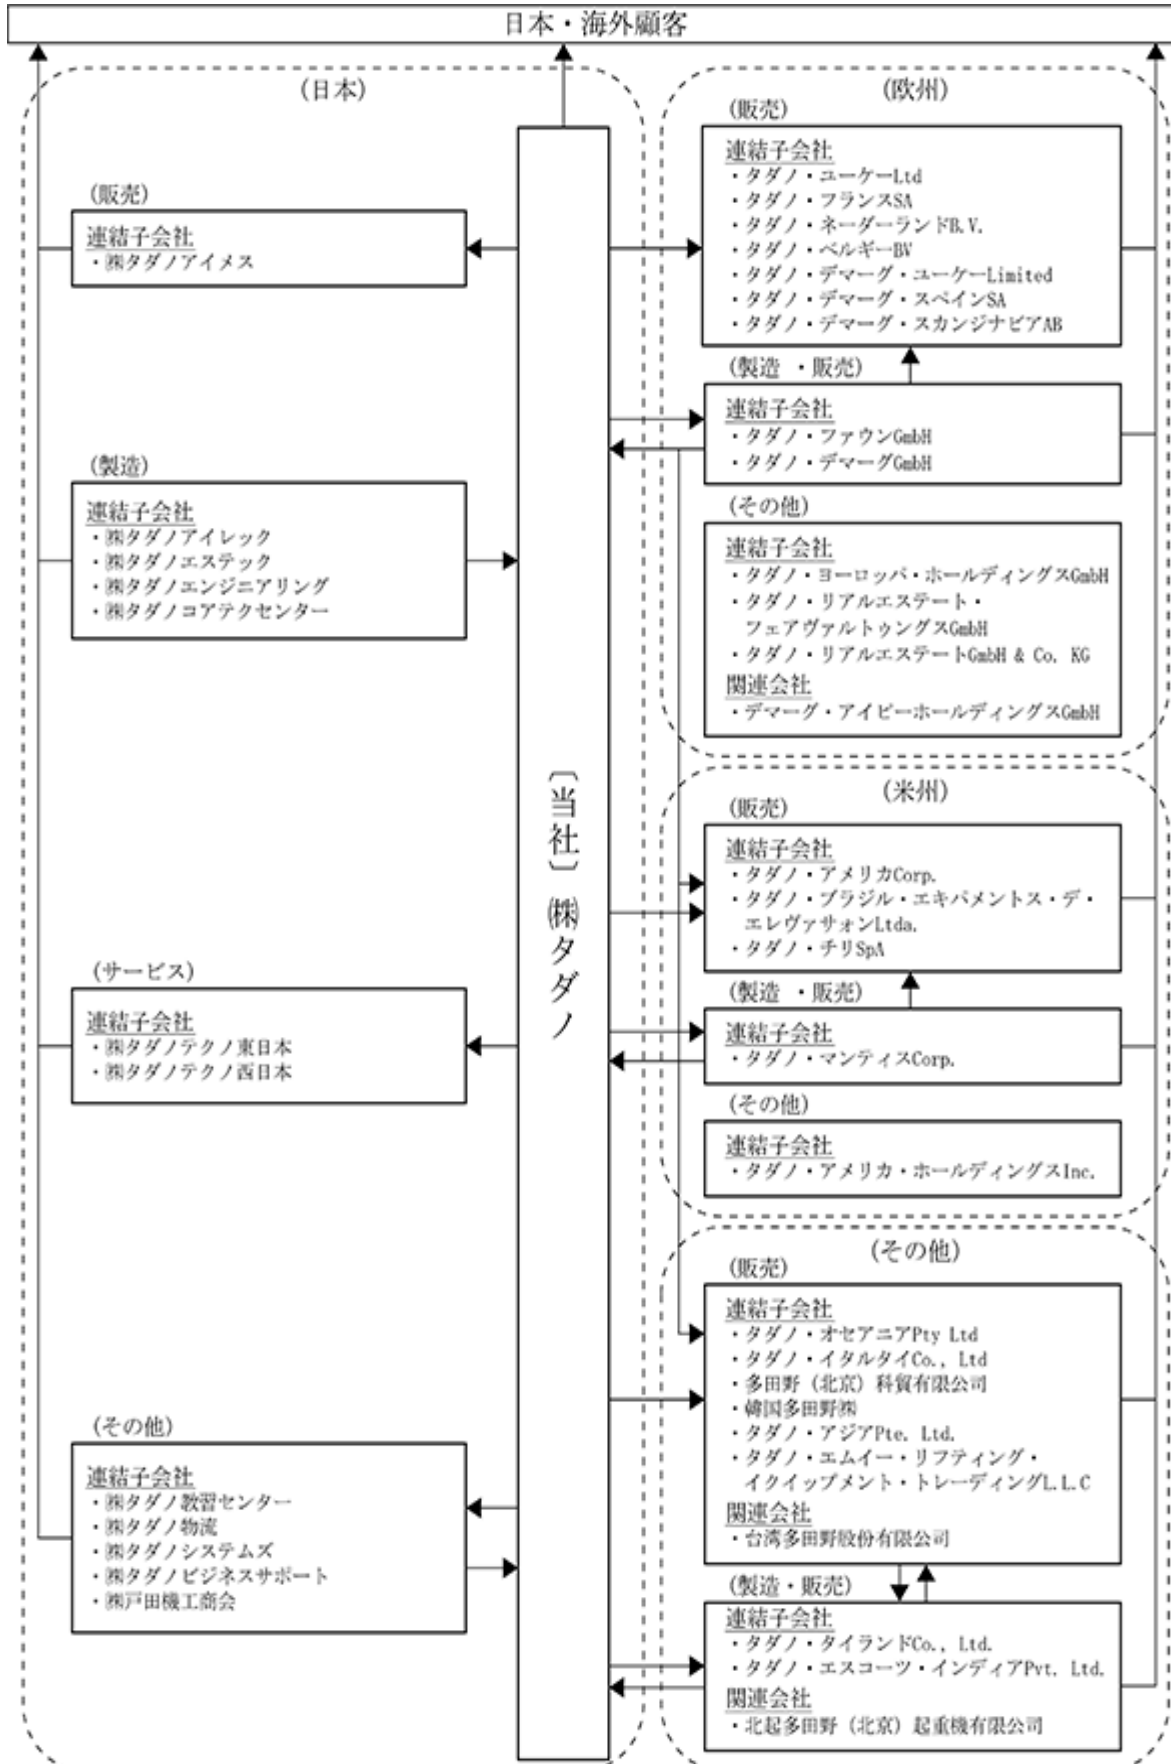 日本・海外顧客
(日本)
(販売)
連結子会社
・㈱タダノアイメス
(製造)
連結子会社
・㈱タダノアイレック
・㈱タダノエステック
・㈱タダノエンジニアリング
・㈱タダノコアテクセンター
(サービス)
連結子会社
・㈱タダノテクノ東日本
・㈱タダノテクノ西日本
(その他)
連結子会社
・㈱タダノ教習センター
・㈱タダノ物流
・㈱タダノシステムズ
・㈱タダノビジネスサポート
・㈱戸田機工商会
〔当社〕㈱タダノ
(欧州)
(販売)
連結子会社
・タダノ・ユーケーLtd
・タダノ・フランスSA
・タダノ・ネーダーランドB.V.
・タダノ・ベルギーBV
・タダノ・デマーグ・ユーケーLimited
・タダノ・デマーグ・スペインSA
・タダノ・デマーグ・スカンジナビアAB
(製造 ・販売)
連結子会社
・タダノ・ファウンGmbH
・タダノ・デマーグGmbH
(その他)
連結子会社
・タダノ・ヨーロッパ・ホールディングスGmbH
・タダノ・リアルエステート・
フェアヴァルトゥングスGmbH
・タダノ・リアルエステートGmbH & Co. KG
関連会社
・デマーグ・アイピーホールディングスGmbH
(米州)
(販売)
連結子会社
・タダノ・アメリカCorp.
・タダノ・ブラジル・エキパメントス・デ・
エレヴァサォンLtda.
・タダノ・チリSpA
(製造 ・販売)
連結子会社
・タダノ・マンティスCorp.
(その他)
連結子会社
・タダノ・アメリカ・ホールディングスInc.
(その他)
(販売)
連結子会社
・タダノ・オセアニアPty Ltd
・タダノ・イタルタイCo., Ltd
・多田野（北京）科貿有限公司
・韓国多田野㈱
・タダノ・アジアPte. Ltd.
・タダノ・エムイー・リフティング・
イクイップメント・トレーディングL.L.C
関連会社
・台湾多田野股份有限公司
(製造・販売)
連結子会社
・タダノ・タイランドCo., Ltd.
・タダノ・エスコーツ・インディアPvt. Ltd.
関連会社
・北起多田野（北京）起重機有限公司